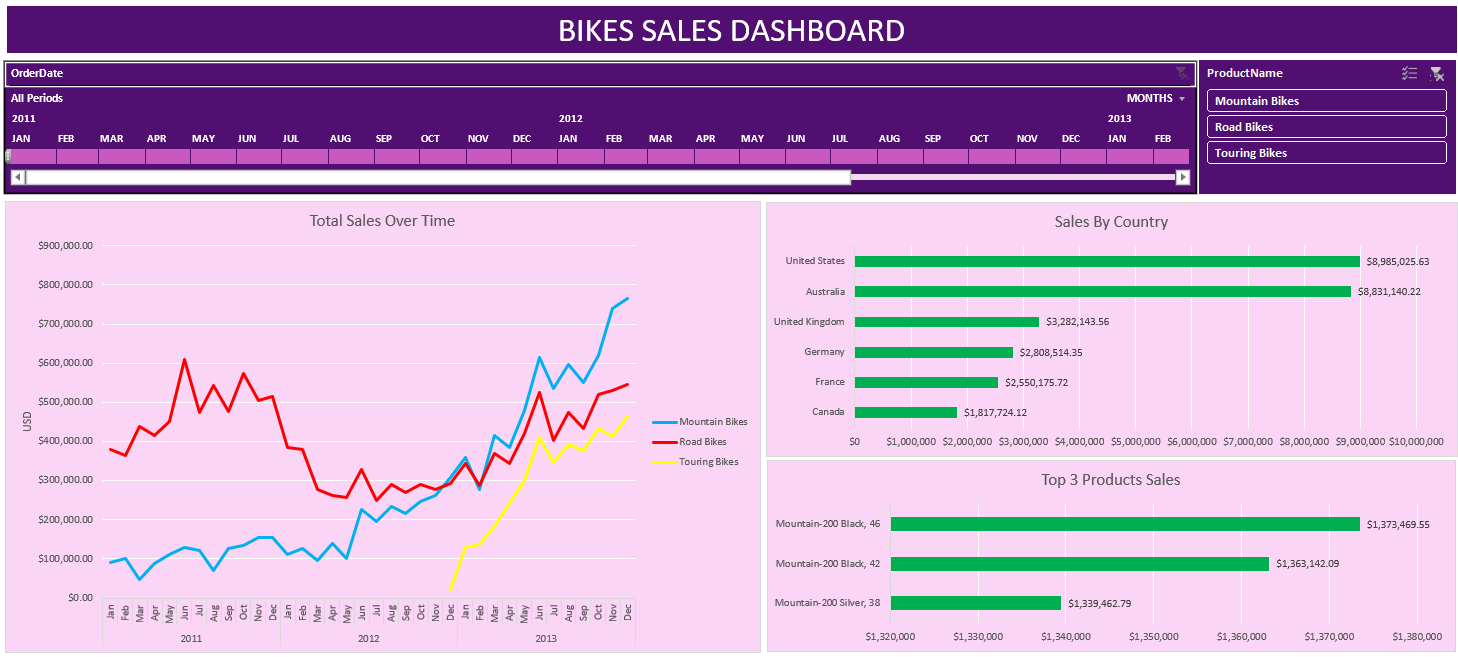 BIKES SALES DASHBOARD
OrderDate
All Periods
MONTHS
2011 2012 2013
JAN FEB MAR APR MAY JUN JUL AUG SEP OCT NOV DEC JAN FEB MAR APR MAY JUN JUL AUG SEP OCT NOV DEC JAN FEB
ProductName
Mountain Bikes
Road Bikes
Touring Bikes
Total Sales Over Time
$900,000.00
$800,000.00
$700,000.00
$600,000.00
$500,000.00
$400,000.00
$300,000.00
$200,000.00
$100,000.00
$0.00
USD
Jan Feb Mar Apr May Jun Jul Aug Sep Oct Nov Dec Jan Feb Mar Apr May Jun Jul Aug Sep Oct Nov Dec Jan Feb Mar Apr May Jun Jul Aug Sep Oct Nov Dec
2011 2012 2013
Mountain Bikes
Road Bikes
Touring Bikes
Sales By Country
United States $8,985,025.63
Australia $8,831,140.22
United Kingdom $3,282,143.56
Germany $2,808,514.35
France $2,550,175.72
Canada $1,817,724.12
$0 $1,000,000 $2,000,000 $3,000,000 $4,000,000 $5,000,000 $6,000,000 $7,000,000 $8,000,000 $9,000,000 $10,000,000
Top 3 Products Sales
Mountain-200 Black, 46 $1,373,469.55
Mountain-200 Black, 42 $1,363,142.09
Mountain-200 Silver, 38 $1,339,462.79
$1,320,000 $1,330,000 $1,340,000 $1,350,000 $1,360,000 $1,370,000 $1,380,000